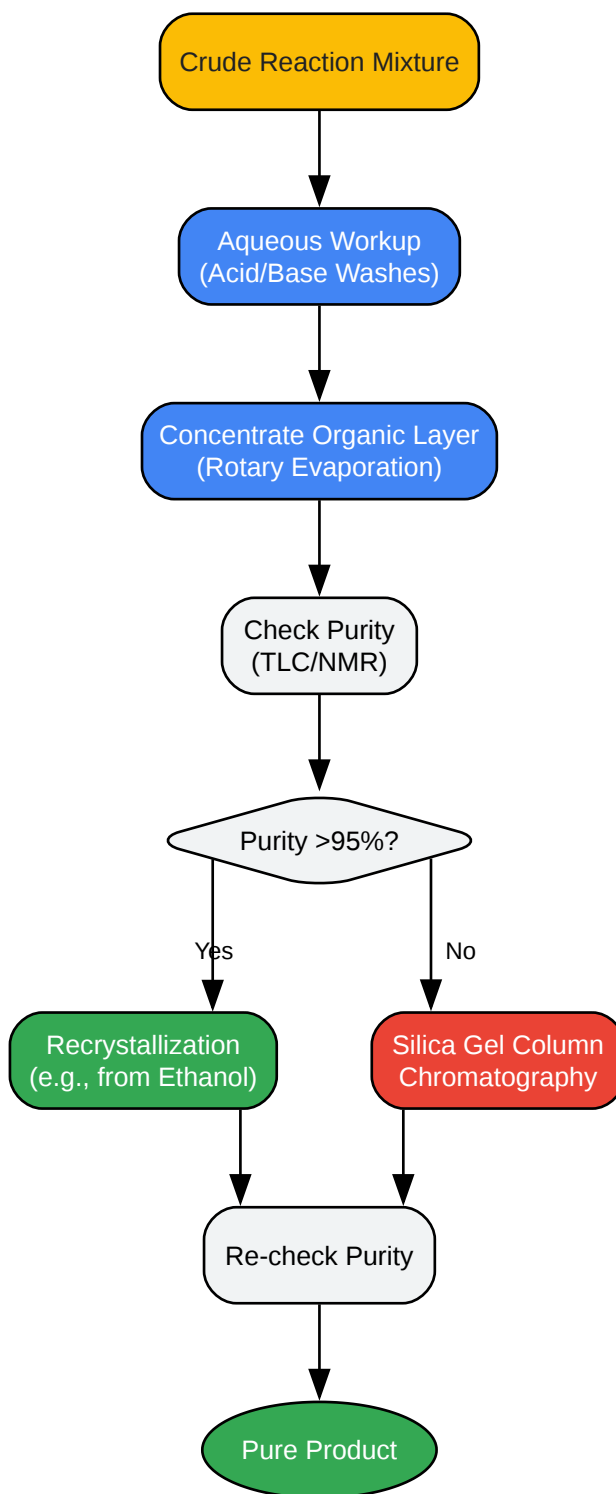 Crude Reaction Mixture
Aqueous Workup
(Acid/Base Washes)
Concentrate Organic Layer
(Rotary Evaporation)
Check Purity
(TLC/NMR)
Purity >95%?
Yes
No
Recrystallization
(e.g., from Ethanol)
Silica Gel Column
Chromatography
Re-check Purity
Pure Product